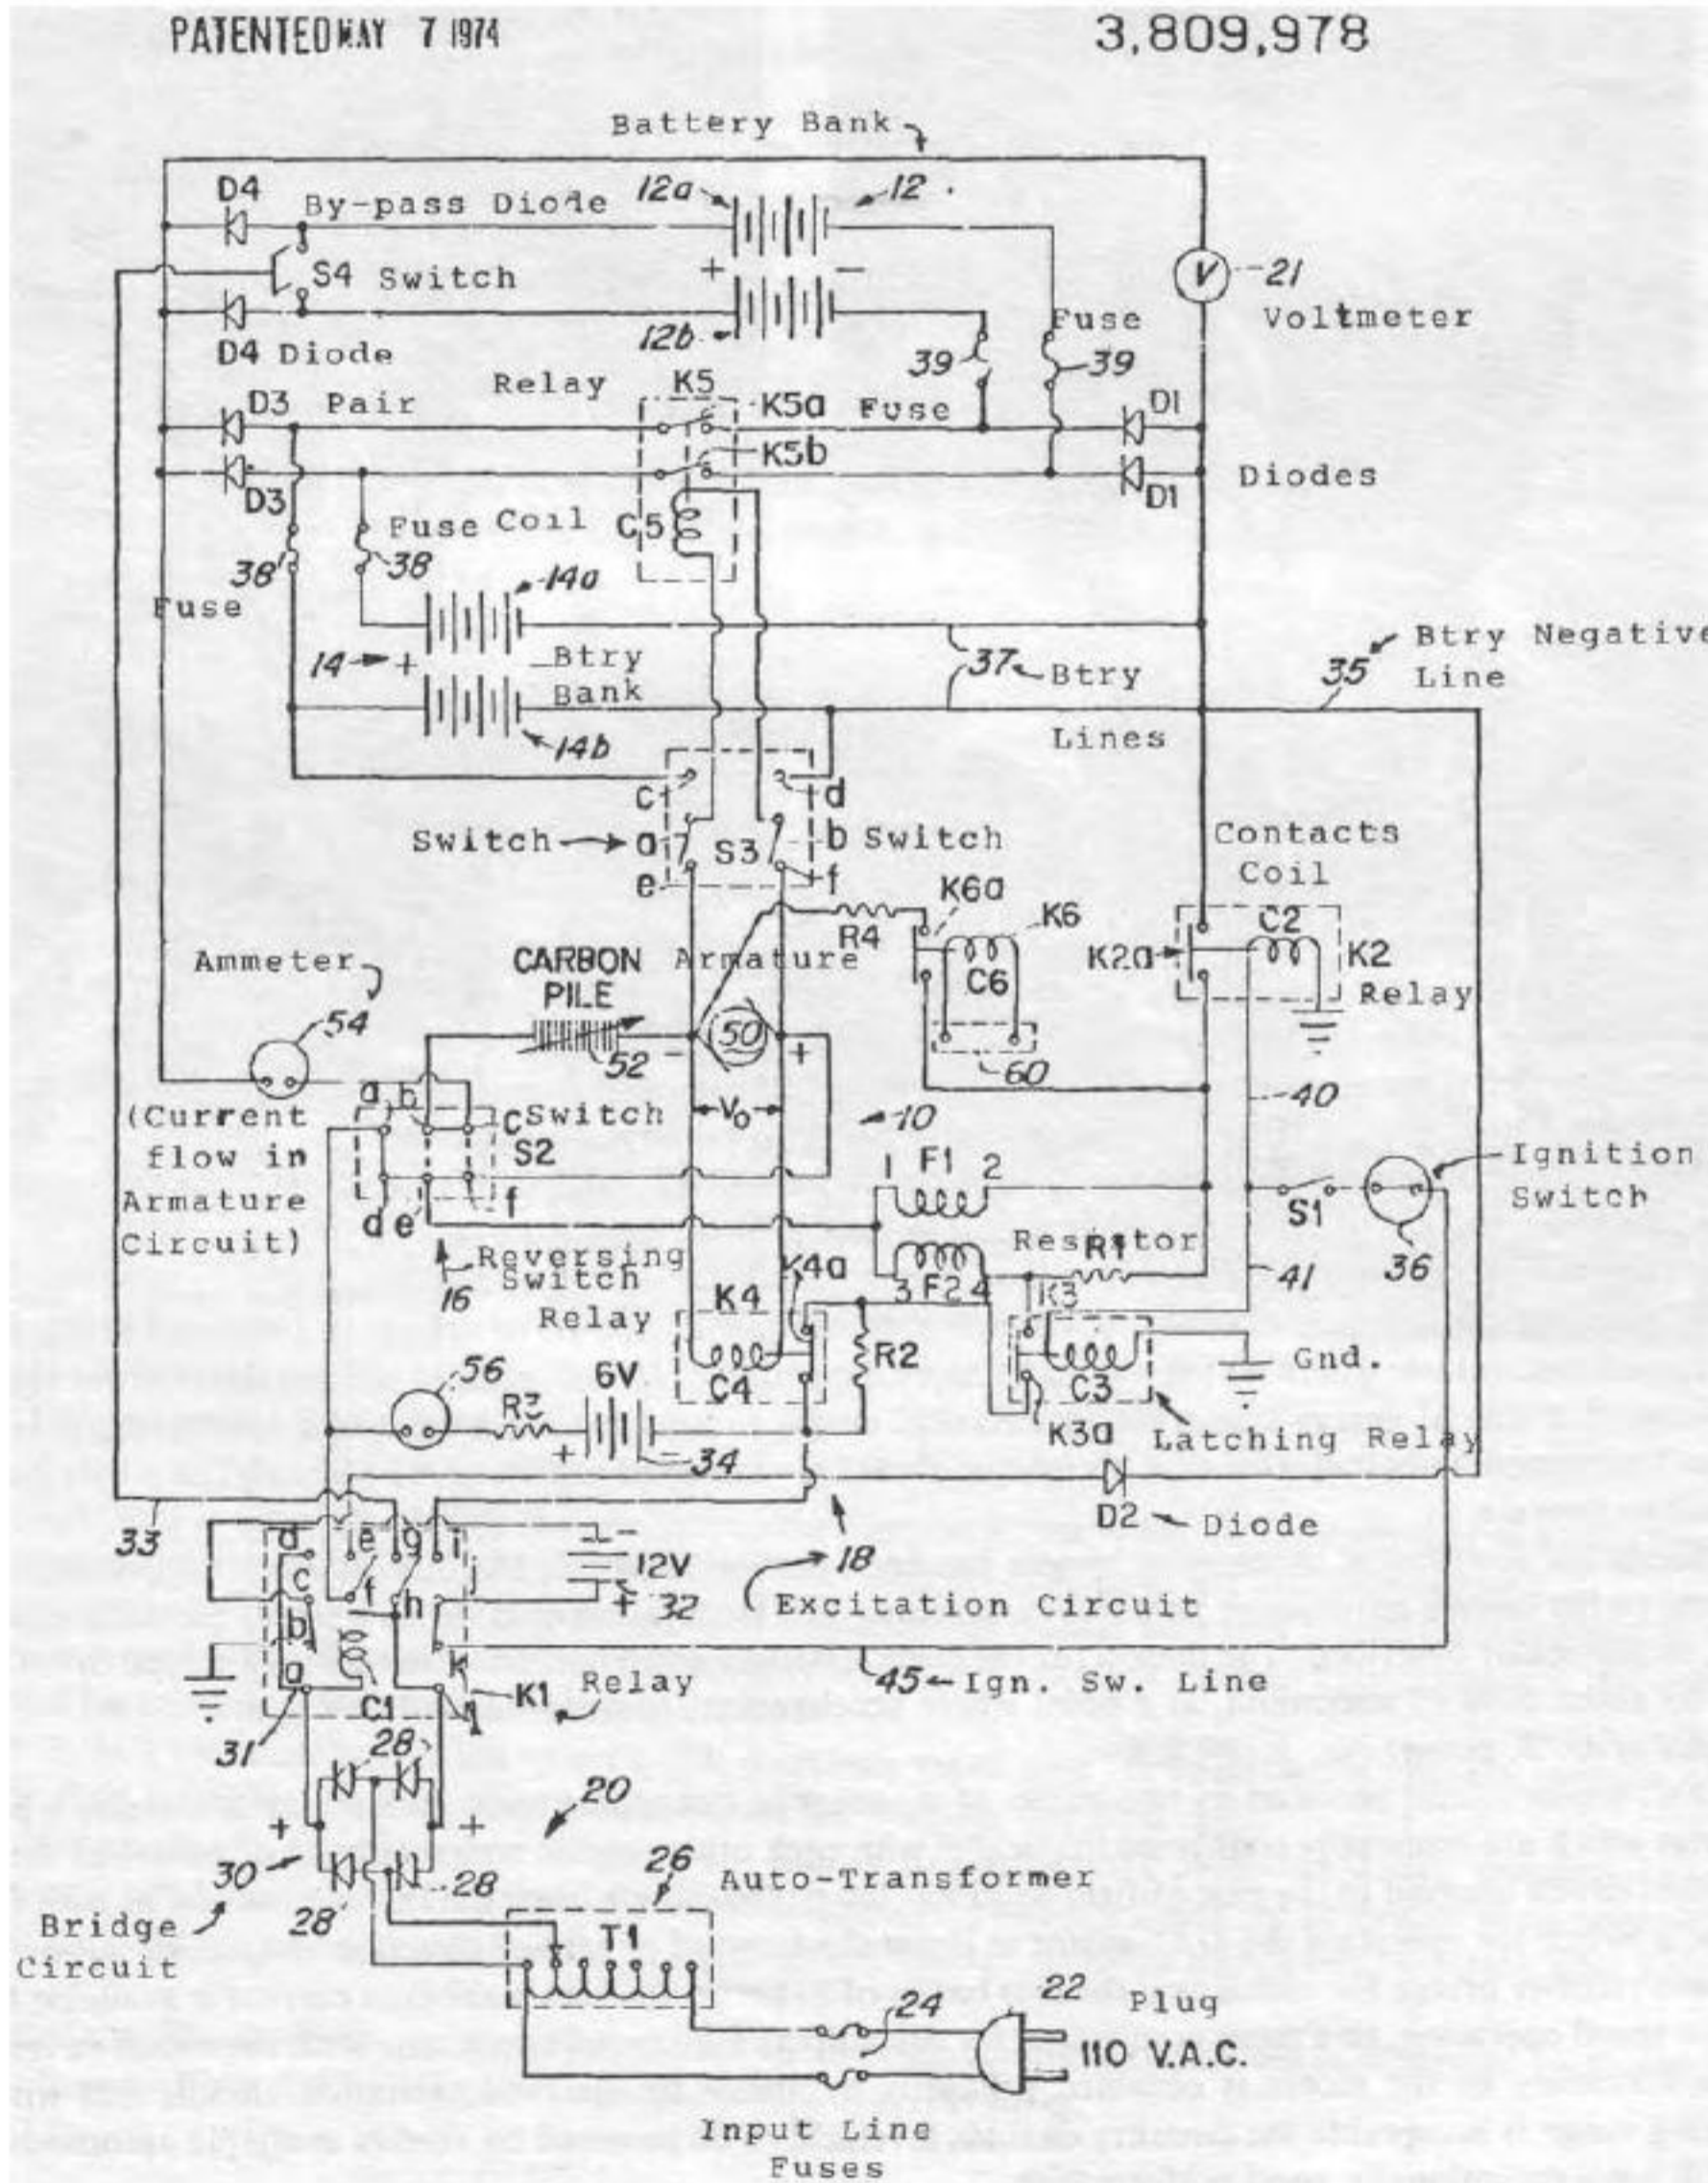 PATENTED MAY 7 1974
3,809,978
Battery Bank
D4
By-pass Diode
12a
12
S4 Switch
+
−
V
21
Voltmeter
D4 Diode
12b
39
Fuse
39
D3 Pair
Relay
K5
K5a
Fuse
D1
K5b
D3
D1
Diodes
Fuse
Coil
C5
38
38
14a
Fuse
14
+
−
Btry
Bank
37
Btry
Lines
35
Btry Negative
Line
14b
c
d
Switch
a
S3
b
Switch
e
f
Contacts
Coil
K6a
K6
R4
C2
K2a
K2
Relay
Ammeter
CARBON
PILE
Armature
C6
54
52
−
50
+
60
(Current
flow in
Armature
Circuit)
a
b
c
Switch
S2
Vo
10
40
d
e
f
1
F1
2
S1
Ignition
Switch
36
Reversing
Switch
16
Resistor
R1
3
F2
4
41
Relay
K4
K4a
K3
R2
C4
C3
Gnd.
56
R3
6V
+
−
34
K3a
Latching Relay
33
D2
Diode
18
Excitation Circuit
d
e
g
i
c
f
h
j
b
a
k
l
−
12V
+
32
C1
K1
Relay
45
Ign. Sw. Line
31
28
+
+
20
30
28
28
26
Auto-Transformer
Bridge
Circuit
T1
24
22
Plug
110 V.A.C.
Input Line
Fuses